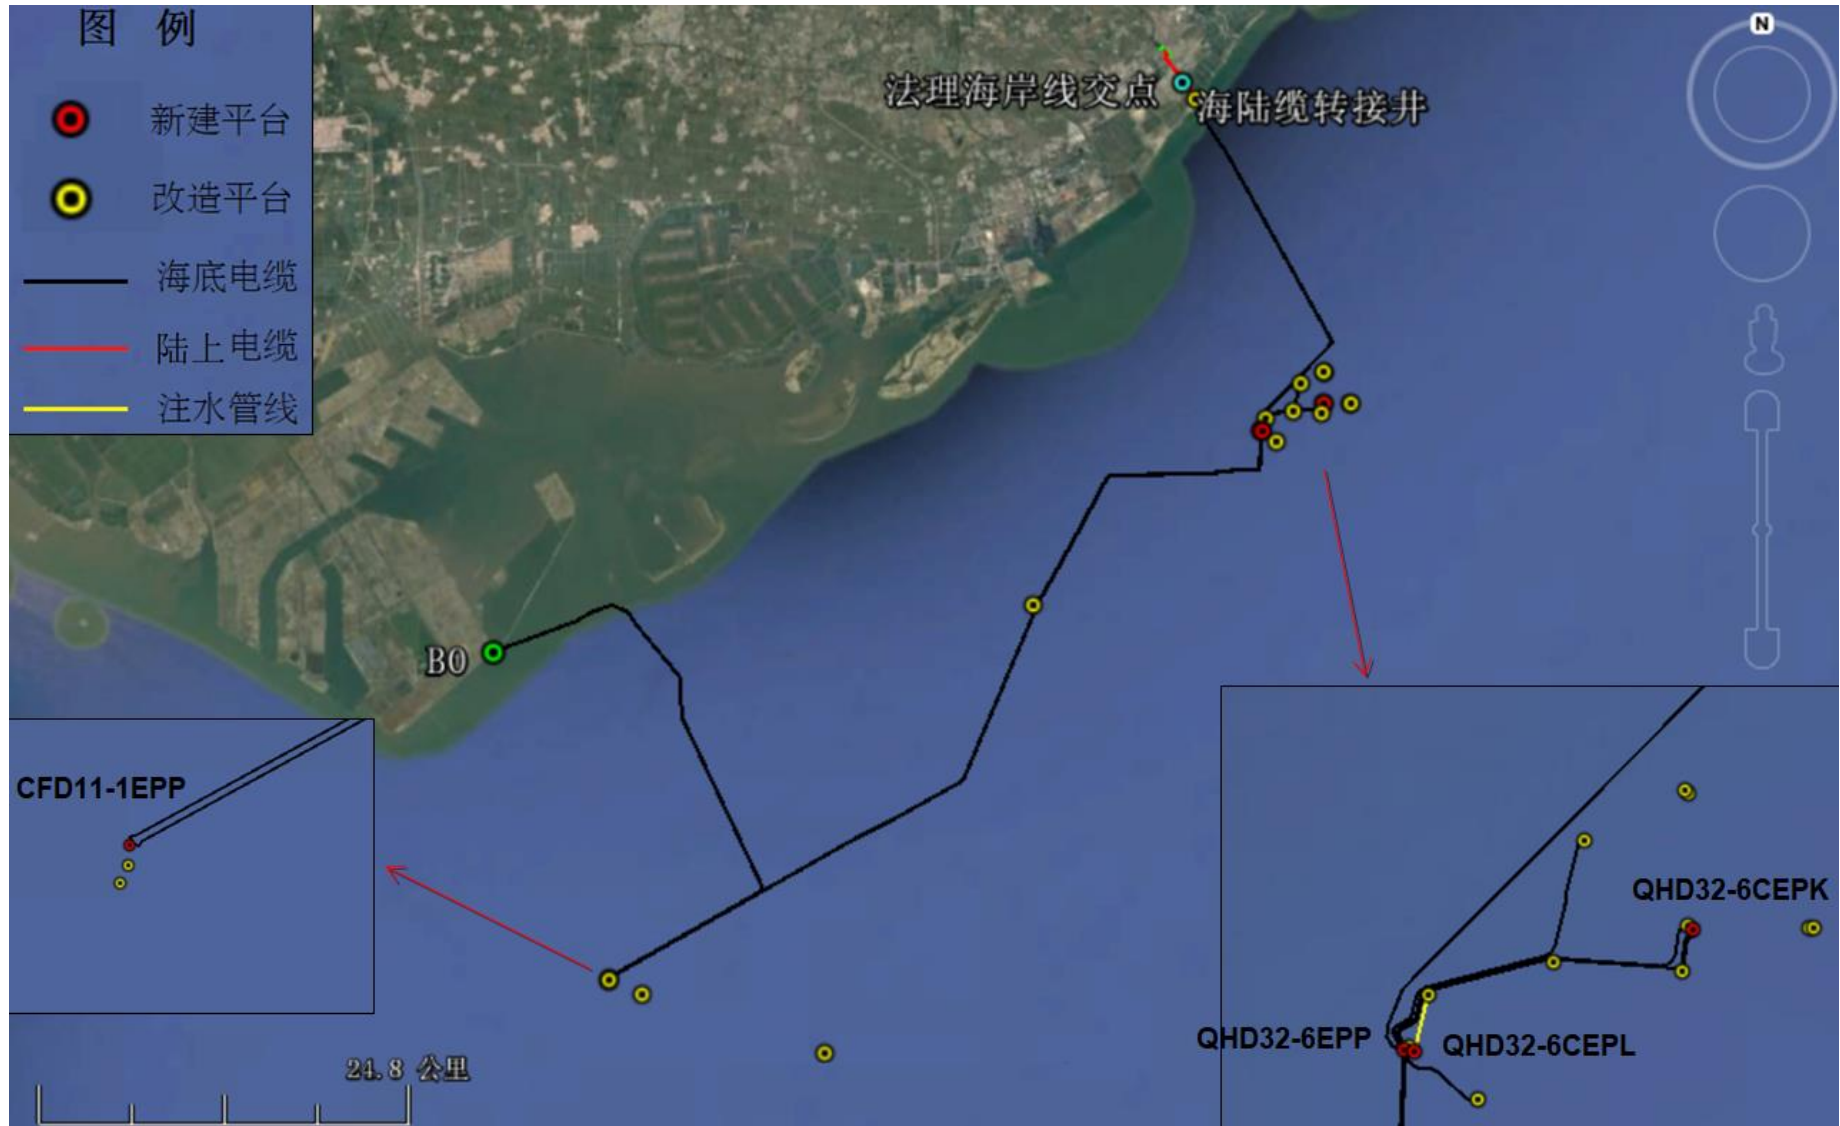 图 例
新建平台
改造平台
海底电缆
陆上电缆
注水管线
N
法理海岸线交点
海陆缆转接井
B0
CFD11-1EPP
QHD32-6CEPK
QHD32-6EPP
QHD32-6CEPL
24.8 公里